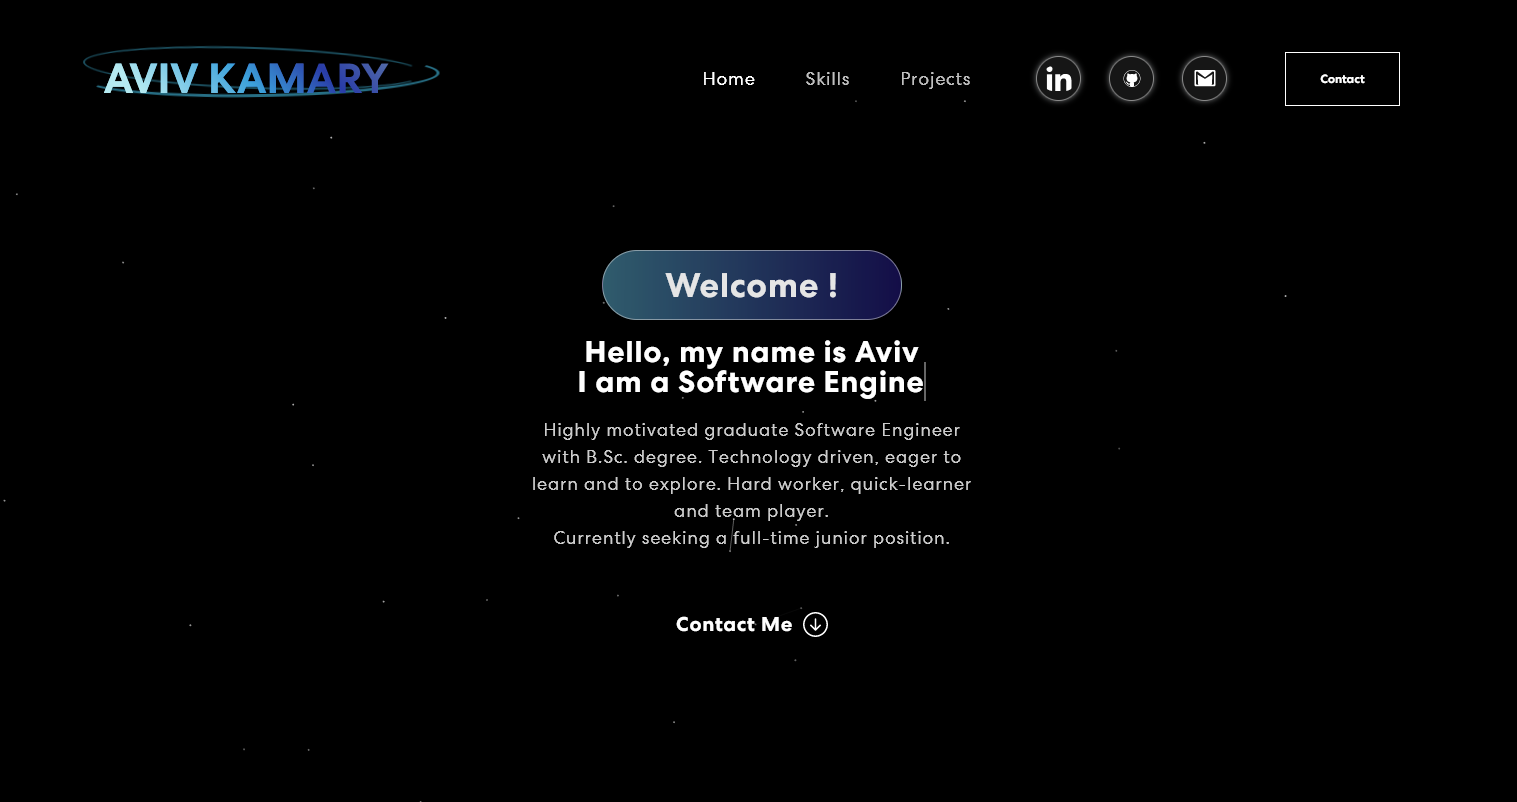 AVIV KAMARY
Home Skills Projects in Contact
Welcome !
Hello, my name is Aviv
I am a Software Engine
Highly motivated graduate Software Engineer
with B.Sc. degree. Technology driven, eager to
learn and to explore. Hard worker, quick-learner
and team player.
Currently seeking a full-time junior position.
Contact Me